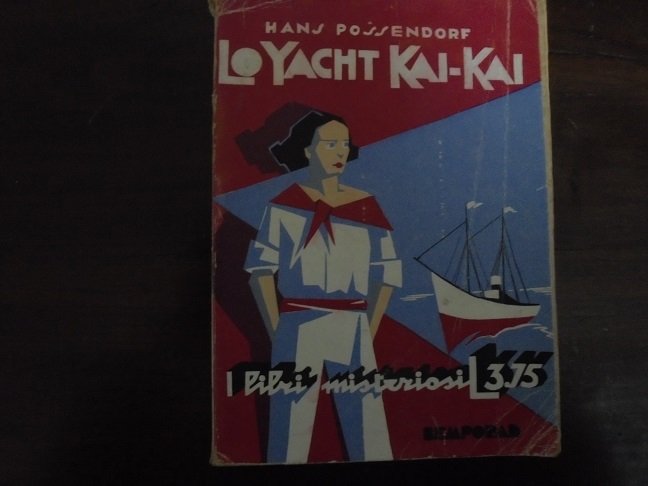 HANS POSSENDORF
LO YACHT KAI-KAI
I libri misteriosi L 3.75
BEMPORAD